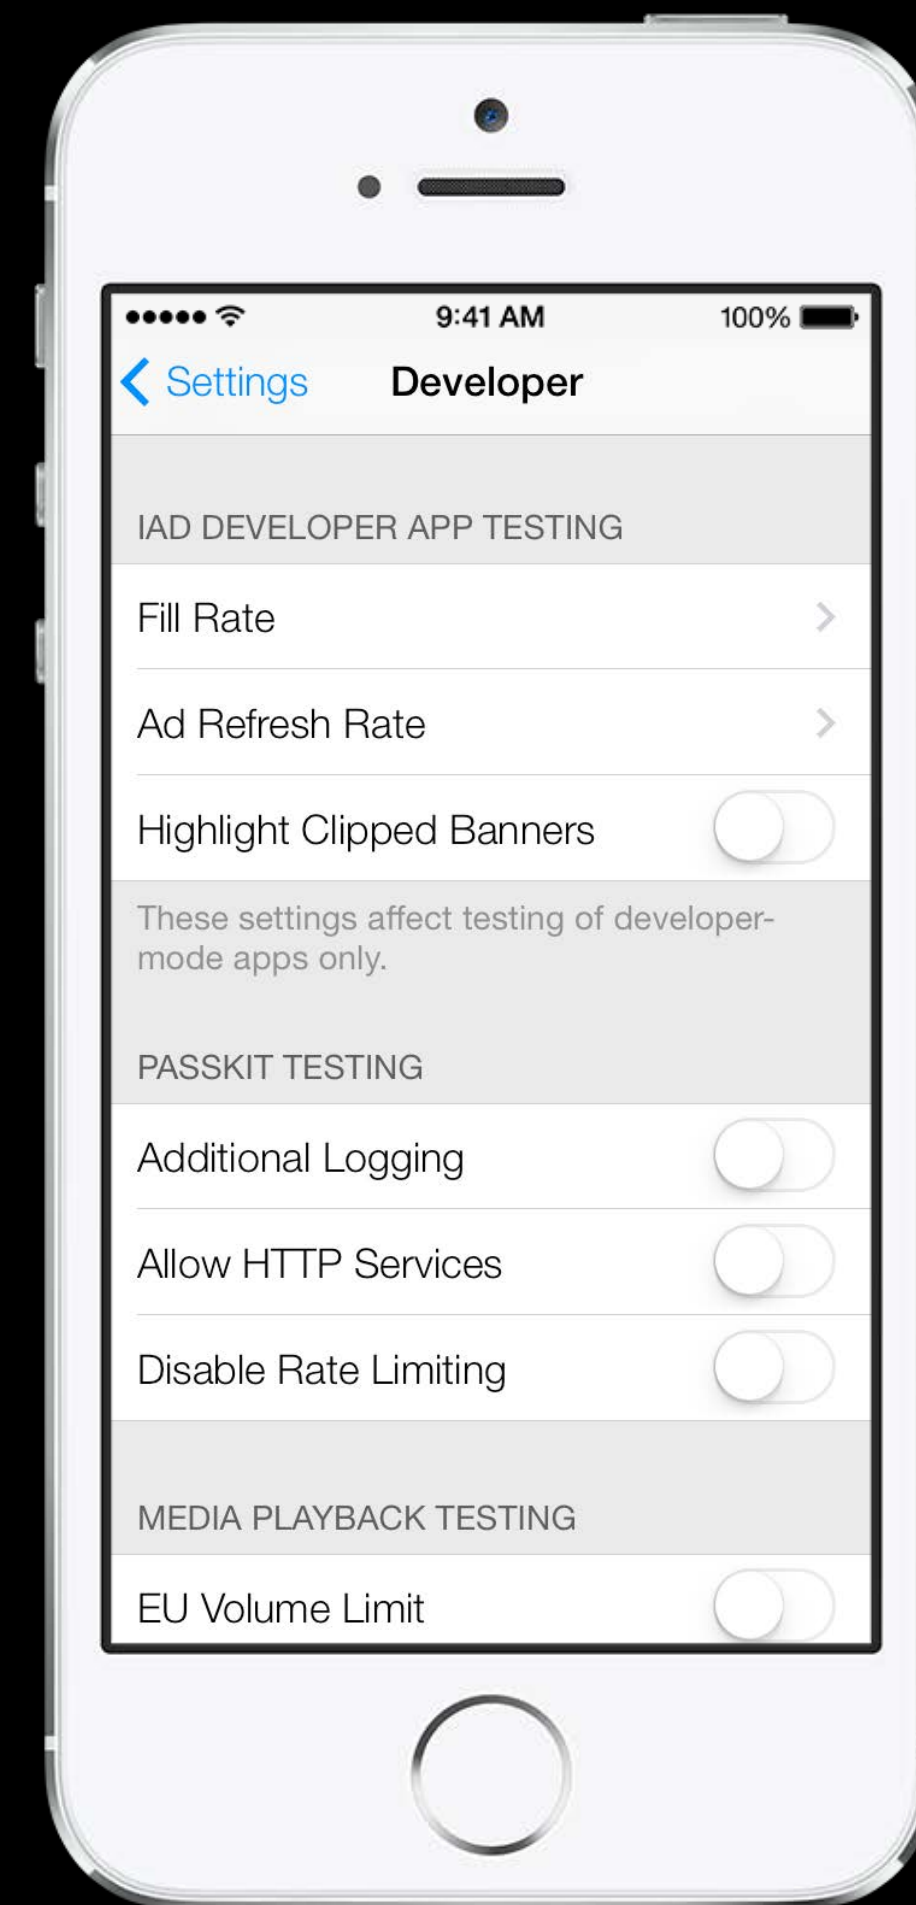 9:41 AM 100%
Settings Developer
IAD DEVELOPER APP TESTING
Fill Rate
Ad Refresh Rate
Highlight Clipped Banners
These settings affect testing of developer-
mode apps only.
PASSKIT TESTING
Additional Logging
Allow HTTP Services
Disable Rate Limiting
MEDIA PLAYBACK TESTING
EU Volume Limit